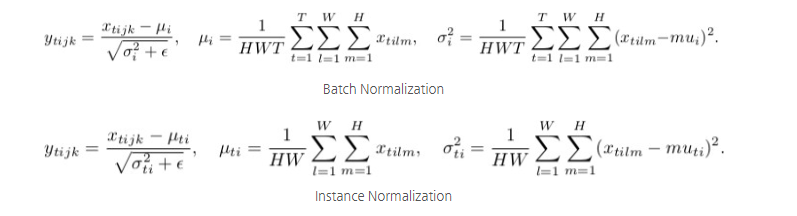 y_{tijk} = \frac{x_{tijk} - \mu_i}{\sqrt{\sigma_i^2 + \epsilon}}, \mu_i = \frac{1}{HWT} \sum_{t=1}^{T} \sum_{l=1}^{W} \sum_{m=1}^{H} x_{tilm}, \sigma_i^2 = \frac{1}{HWT} \sum_{t=1}^{T} \sum_{l=1}^{W} \sum_{m=1}^{H} (x_{tilm} - mu_i)^2.
Batch Normalization
y_{tijk} = \frac{x_{tijk} - \mu_{ti}}{\sqrt{\sigma_{ti}^2 + \epsilon}}, \mu_{ti} = \frac{1}{HW} \sum_{l=1}^{W} \sum_{m=1}^{H} x_{tilm}, \sigma_{ti}^2 = \frac{1}{HW} \sum_{l=1}^{W} \sum_{m=1}^{H} (x_{tilm} - mu_{ti})^2.
Instance Normalization